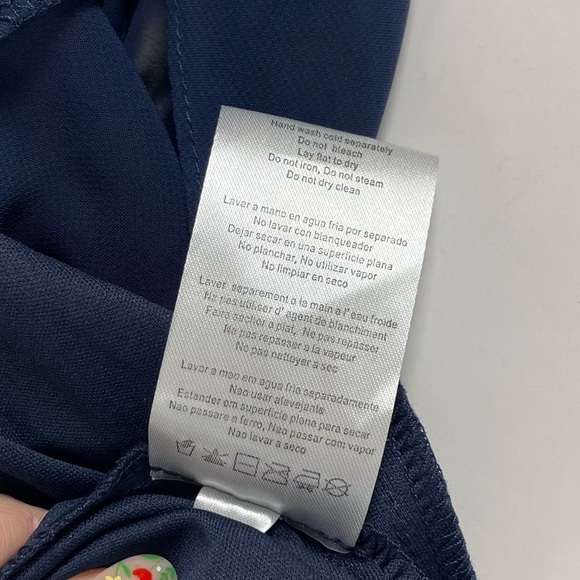 Hand wash cold separately
Do not bleach
Lay flat to dry
Do not iron, Do not steam
Do not dry clean
Lavar a mano en agua fria por separado
No lavar con blanqueador
Dejar secar en una superficie plana
No planchar, No utilizar vapor
No limpiar en seco
Laver separement a la main a l'esu froide
Ne pas utiliser d'agent de blanchiment
Faire sacher a plat, Ne pas repasser
Ne pas repasser a la vapeur
Ne pas nettoyer a sec
Lavar a mao em agua fria separadamente
Nao usar alevejante
Estender em superficie plana para secar
Nao passare a ferro, Nao passar com vapor
Nao lavar a seco